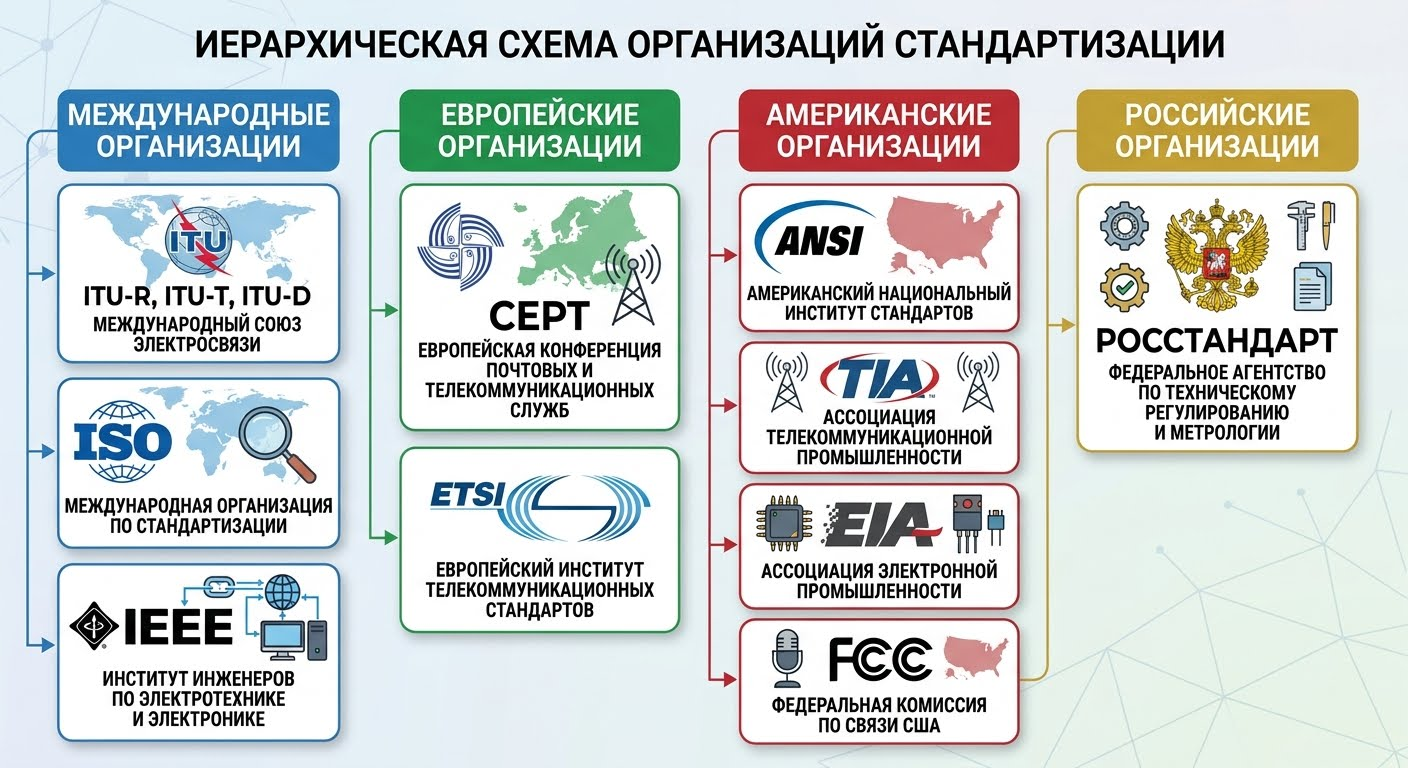 ИЕРАРХИЧЕСКАЯ СХЕМА ОРГАНИЗАЦИЙ СТАНДАРТИЗАЦИИ
МЕЖДУНАРОДНЫЕ
ОРГАНИЗАЦИИ
ITU
ITU-R, ITU-T, ITU-D
МЕЖДУНАРОДНЫЙ СОЮЗ
ЭЛЕКТРОСВЯЗИ
ISO
МЕЖДУНАРОДНАЯ ОРГАНИЗАЦИЯ
ПО СТАНДАРТИЗАЦИИ
IEEE
ИНСТИТУТ ИНЖЕНЕРОВ
ПО ЭЛЕКТРОТЕХНИКЕ
И ЭЛЕКТРОНИКЕ
ЕВРОПЕЙСКИЕ
ОРГАНИЗАЦИИ
CEPT
ЕВРОПЕЙСКАЯ КОНФЕРЕНЦИЯ
ПОЧТОВЫХ И
ТЕЛЕКОММУНИКАЦИОННЫХ
СЛУЖБ
ETSI
ЕВРОПЕЙСКИЙ ИНСТИТУТ
ТЕЛЕКОММУНИКАЦИОННЫХ
СТАНДАРТОВ
АМЕРИКАНСКИЕ
ОРГАНИЗАЦИИ
ANSI
АМЕРИКАНСКИЙ НАЦИОНАЛЬНЫЙ
ИНСТИТУТ СТАНДАРТОВ
TIA
АССОЦИАЦИЯ
ТЕЛЕКОММУНИКАЦИОННОЙ
ПРОМЫШЛЕННОСТИ
EIA
АССОЦИАЦИЯ ЭЛЕКТРОННОЙ
ПРОМЫШЛЕННОСТИ
FCC
ФЕДЕРАЛЬНАЯ КОМИССИЯ
ПО СВЯЗИ США
РОССИЙСКИЕ
ОРГАНИЗАЦИИ
РОССТАНДАРТ
ФЕДЕРАЛЬНОЕ АГЕНТСТВО
ПО ТЕХНИЧЕСКОМУ
РЕГУЛИРОВАНИЮ
И МЕТРОЛОГИИ